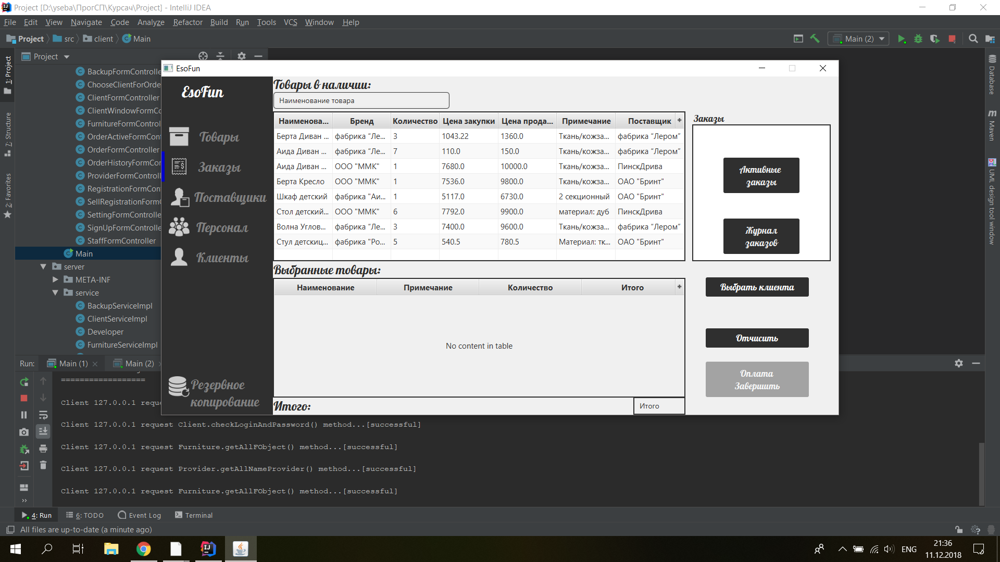 Project [D:\yseba\ПрогСП\Курсач\Project] - IntelliJ IDEA
File Edit View Navigate Code Analyze Refactor Build Run Tools VCS Window Help
Project src client Main
Main (2)
1: Project
7: Structure
2: Favorites
Project
BackupFormControlle
ChooseClientForOrde
ClientFormController
ClientWindowFormCo
FurnitureFormControl
OrderActiveFormCont
OrderFormController
OrderHistoryFormCor
ProviderFormControll
RegistrationFormCon
SellRegistrationForm
SettingFormControlle
SignUpFormControlle
StaffFormController
Main
server
META-INF
service
BackupServiceImpl
ClientServiceImpl
Developer
FurnitureServiceImpl
EsoFun
EsoFun
Товары
Заказы
Поставщики
Персонал
Клиенты
Резервное
копирование
Товары в наличии:
Наименование товара
Наименова... Бренд Количество Цена закупки Цена прода... Примечание Поставщик +
Берта Диван ... фабрика “Ле... 3 1043.22 1360.0 Ткань/кожза... фабрика “Лером”
Аида Диван ... фабрика “Ле... 7 110.0 150.0 Ткань/кожза... фабрика “Лером”
Аида Диван ... ООО "ММК" 1 7680.0 10000.0 Ткань/кожза... ПинскДрива
Берта Кресло ООО "ММК" 1 7536.0 9800.0 Ткань/кожза... ОАО "Бринт"
Шкаф детский фабрика "Аи... 1 5117.0 6730.0 2 секционный ОАО "Бринт"
Стол детский... ООО "ММК" 6 7792.0 9900.0 материал: дуб ПинскДрива
Волна Углов... фабрика “Ле... 3 7400.0 9600.0 Ткань/кожза... фабрика “Лером”
Стул детскиц... фабрика "Ро... 5 540.5 780.5 Материал: тк... ОАО "Бринт"
Выбранные товары:
Наименование Примечание Количество Итого +
No content in table
Итого:
Итого
Заказы
Активные
заказы
Журнал
заказов
Выбрать клиента
Отчисить
Оплата
Завершить
Database
Maven
UML design tool window
Run: Main (1) Main (2)
==================
Client 127.0.0.1 reque
Client 127.0.0.1 request Client.checkLoginAndPassword() method...[successful]
Client 127.0.0.1 request Furniture.getAllFObject() method...[successful]
Client 127.0.0.1 request Provider.getAllNameProvider() method...[successful]
Client 127.0.0.1 request Furniture.getAllFObject() method...[successful]
4: Run 6: TODO Event Log Terminal
All files are up-to-date (a minute ago)
ENG
21:36
11.12.2018